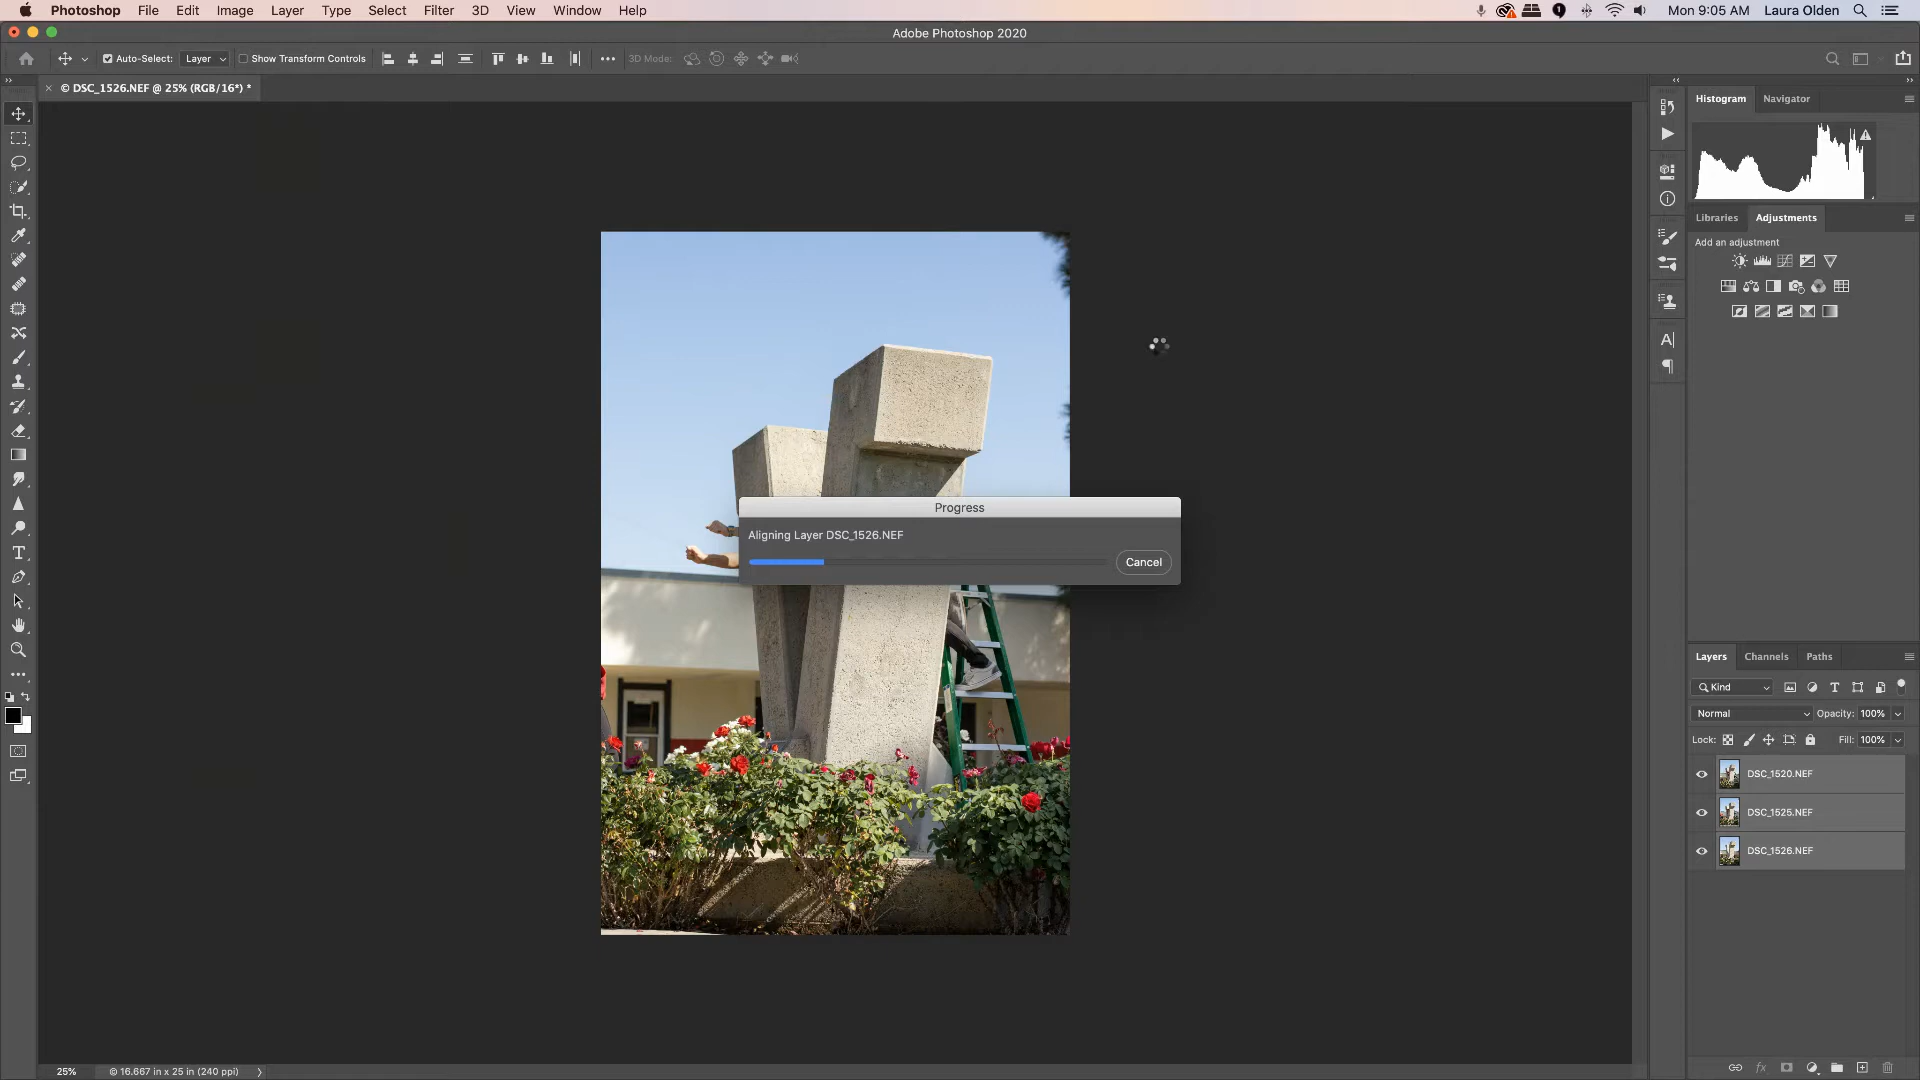 Photoshop File Edit Image Layer Type Select Filter 3D View Window Help Mon 9:05 AM Laura Olden
Adobe Photoshop 2020
Auto-Select: Layer Show Transform Controls 3D Mode:
© DSC_1526.NEF @ 25% (RGB/16*) *
Histogram Navigator
Libraries Adjustments
Add an adjustment
Progress
Aligning Layer DSC_1526.NEF
Cancel
Layers Channels Paths
Kind
Normal Opacity: 100%
Lock: Fill: 100%
DSC_1520.NEF
DSC_1525.NEF
DSC_1526.NEF
25% © 16.667 in x 25 in (240 ppi)